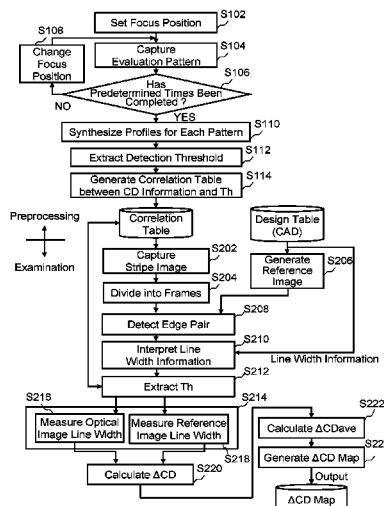 S102
Set Focus Position
S108
Change
Focus
Position
S104
Capture
Evaluation Pattern
S106
Has
Predetermined Times Been
Completed ?
NO
YES
S110
Synthesize Profiles for Each Pattern
S112
Extract Detection Threshold
S114
Generate Correlation Table
between CD Information and Th
Preprocessing
Examination
Correlation
Table
Design Table
(CAD)
S202
Capture
Stripe Image
S204
Divide into Frames
S206
Generate
Reference
Image
S208
Detect Edge Pair
S210
Interpret Line
Width Information
Line Width Information
S212
Extract Th
S214
S216
Measure Optical
Image Line Width
Measure Reference
Image Line Width
S218
S220
Calculate ΔCD
S222
Calculate ΔCDave
S22
Generate ΔCD Map
Output
ΔCD Map